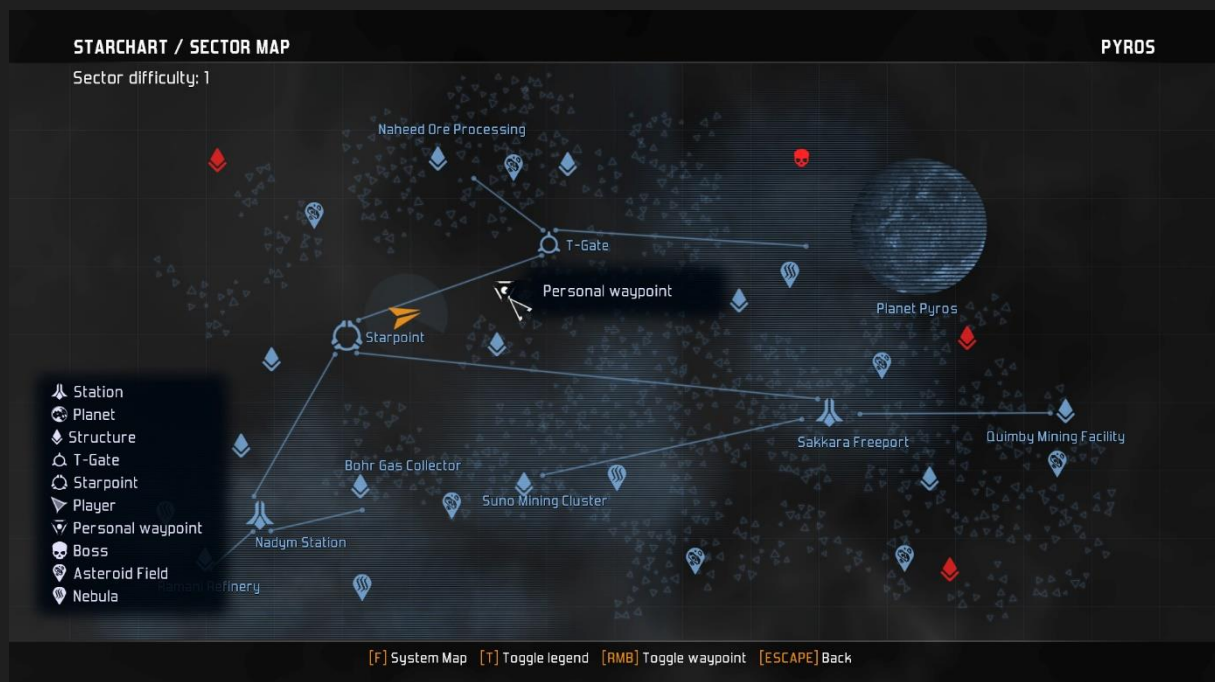 STARCHART / SECTOR MAP
PYROS
Sector difficulty: 1
Naheed Ore Processing
T-Gate
Personal waypoint
Planet Pyros
Starpoint
Sakkara Freeport
Quimby Mining Facility
Bohr Gas Collector
Suno Mining Cluster
Nadym Station
Refinery
Station
Planet
Structure
T-Gate
Starpoint
Player
Personal waypoint
Boss
Asteroid Field
Nebula
[F] System Map [T] Toggle legend [RMB] Toggle waypoint [ESCAPE] Back